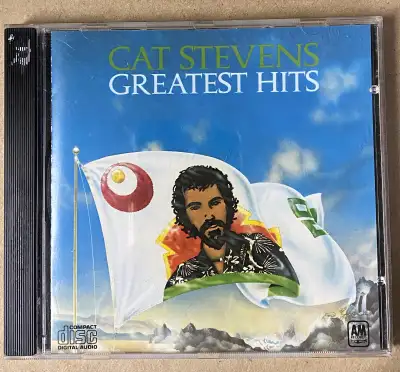 CAT STEVENS
GREATEST HITS
COMPACT
disc
DIGITAL AUDIO
A&M